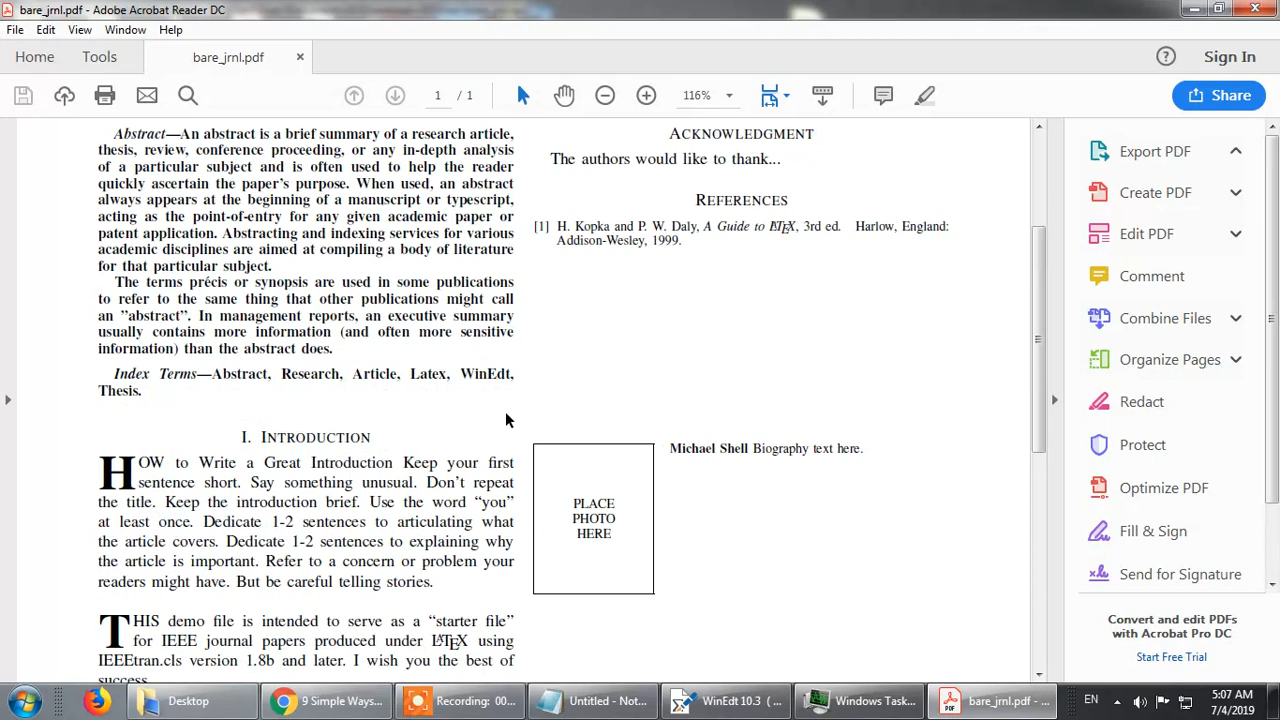 bare_jrnl.pdf - Adobe Acrobat Reader DC
File Edit View Window Help
Home Tools bare_jrnl.pdf × ? Sign In
1 / 1 116% Share
Abstract—An abstract is a brief summary of a research article,
thesis, review, conference proceeding, or any in-depth analysis
of a particular subject and is often used to help the reader
quickly ascertain the paper's purpose. When used, an abstract
always appears at the beginning of a manuscript or typescript,
acting as the point-of-entry for any given academic paper or
patent application. Abstracting and indexing services for various
academic disciplines are aimed at compiling a body of literature
for that particular subject.
The terms précis or synopsis are used in some publications
to refer to the same thing that other publications might call
an ”abstract”. In management reports, an executive summary
usually contains more information (and often more sensitive
information) than the abstract does.
Index Terms—Abstract, Research, Article, Latex, WinEdt,
Thesis.
I. INTRODUCTION
HOW to Write a Great Introduction Keep your first
sentence short. Say something unusual. Don't repeat
the title. Keep the introduction brief. Use the word “you”
at least once. Dedicate 1-2 sentences to articulating what
the article covers. Dedicate 1-2 sentences to explaining why
the article is important. Refer to a concern or problem your
readers might have. But be careful telling stories.
THIS demo file is intended to serve as a “starter file”
for IEEE journal papers produced under LATEX using
IEEEtran.cls version 1.8b and later. I wish you the best of
success.
ACKNOWLEDGMENT
The authors would like to thank...
REFERENCES
[1] H. Kopka and P. W. Daly, A Guide to LATEX, 3rd ed. Harlow, England:
Addison-Wesley, 1999.
PLACE
PHOTO
HERE
Michael Shell Biography text here.
Export PDF
Create PDF
Edit PDF
Comment
Combine Files
Organize Pages
Redact
Protect
Optimize PDF
Fill & Sign
Send for Signature
Convert and edit PDFs
with Acrobat Pro DC
Start Free Trial
Desktop
9 Simple Ways...
Recording: 00...
Untitled - Not...
WinEdt 10.3 ( ...
Windows Task...
bare_jrnl.pdf - ...
EN
5:07 AM
7/4/2019